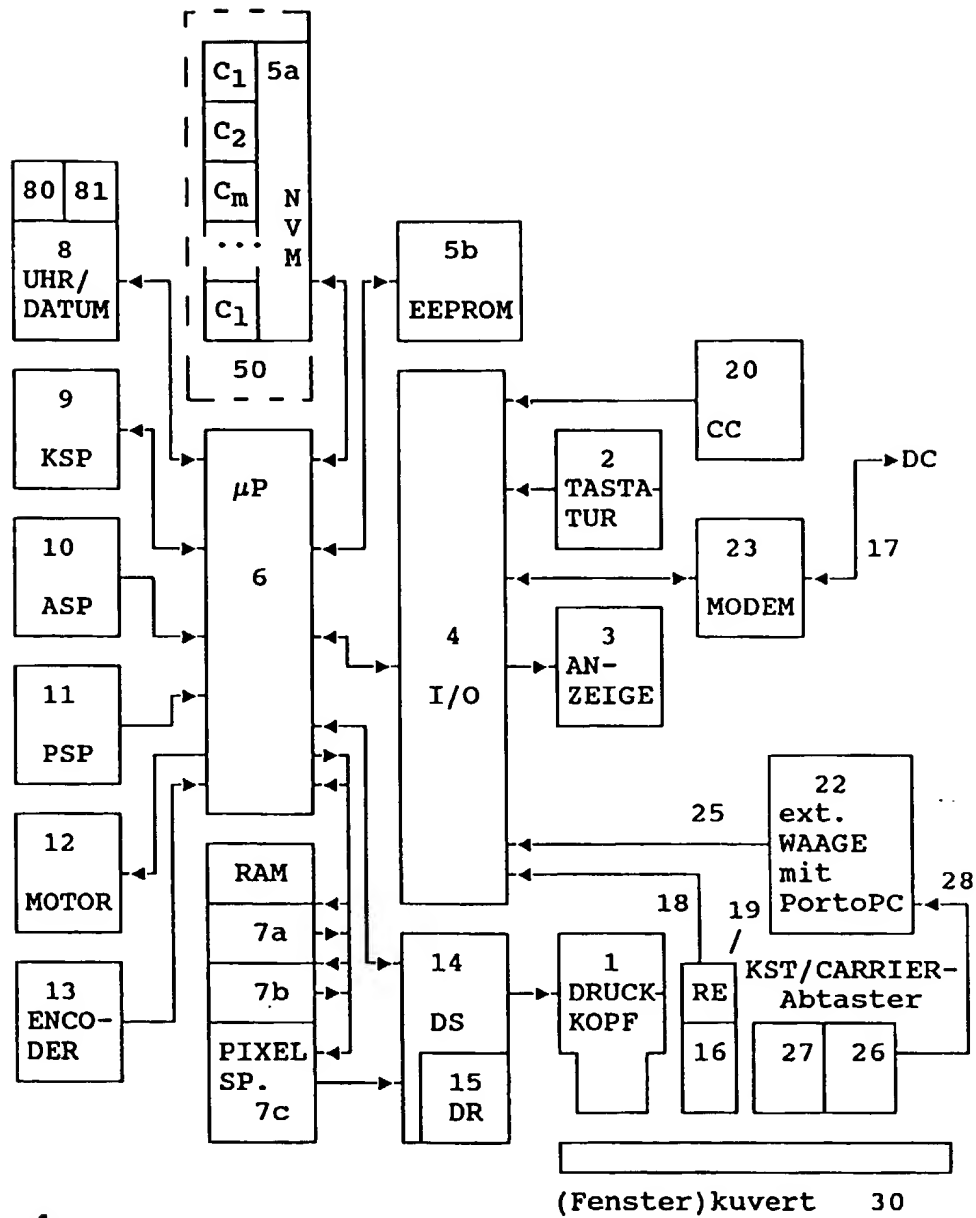 C1 5a
C2
Cm
...
C1
N
V
M
50
80 81
8
UHR/
DATUM
5b
EEPROM
9
KSP
20
CC
μP
6
2
TASTA-
TUR
DC
10
ASP
23
MODEM
17
4
I/O
3
AN-
ZEIGE
11
PSP
12
MOTOR
22
ext.
WAAGE
mit
PortoPC
25
28
18
19
RAM
7a
7b
PIXEL
SP.
7c
13
ENCO-
DER
14
DS
15
DR
1
DRUCK-
KOPF
RE
16
KST/CARRIER-
Abtaster
27 26
(Fenster)kuvert 30